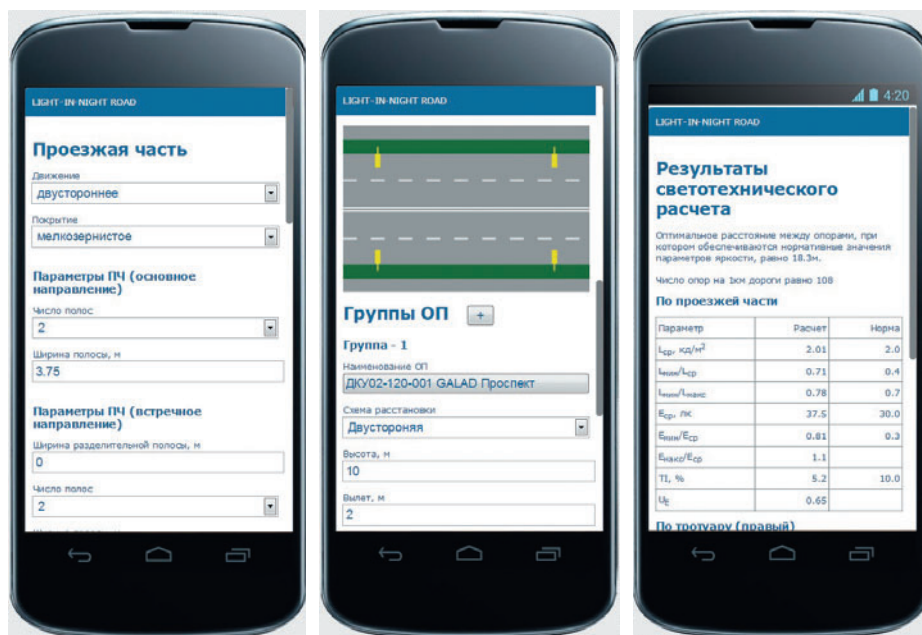 LIGHT-IN-NIGHT ROAD
Проезжая часть
Движение
двустороннее
Покрытие
мелкозернистое
Параметры ПЧ (основное
направление)
Число полос
2
Ширина полосы, м
3.75
Параметры ПЧ (встречное
направление)
Ширина разделительной полосы, м
0
Число полос
2
LIGHT-IN-NIGHT ROAD
Группы ОП +
Группа - 1
Наименование ОП
ДКУ02-120-001 GALAD Проспект
Схема расстановки
Двустороняя
Высота, м
10
Вылет, м
2
4:20
LIGHT-IN-NIGHT ROAD
Результаты
светотехнического
расчета
Оптимальное расстояние между опорами, при
котором обеспечиваются нормативные значения
параметров яркости, равно 18.3м.
Число опор на 1км дороги равно 108
По проезжей части
Параметр Расчет Норма
Lср, кд/м² 2.01 2.0
Lмин/Lср 0.71 0.4
Lмин/Lмакс 0.78 0.7
Eср, лк 37.5 30.0
Eмин/Eср 0.81 0.3
Eмакс/Eср 1.1
TI, % 5.2 10.0
UE 0.65
По тротуару (правый)